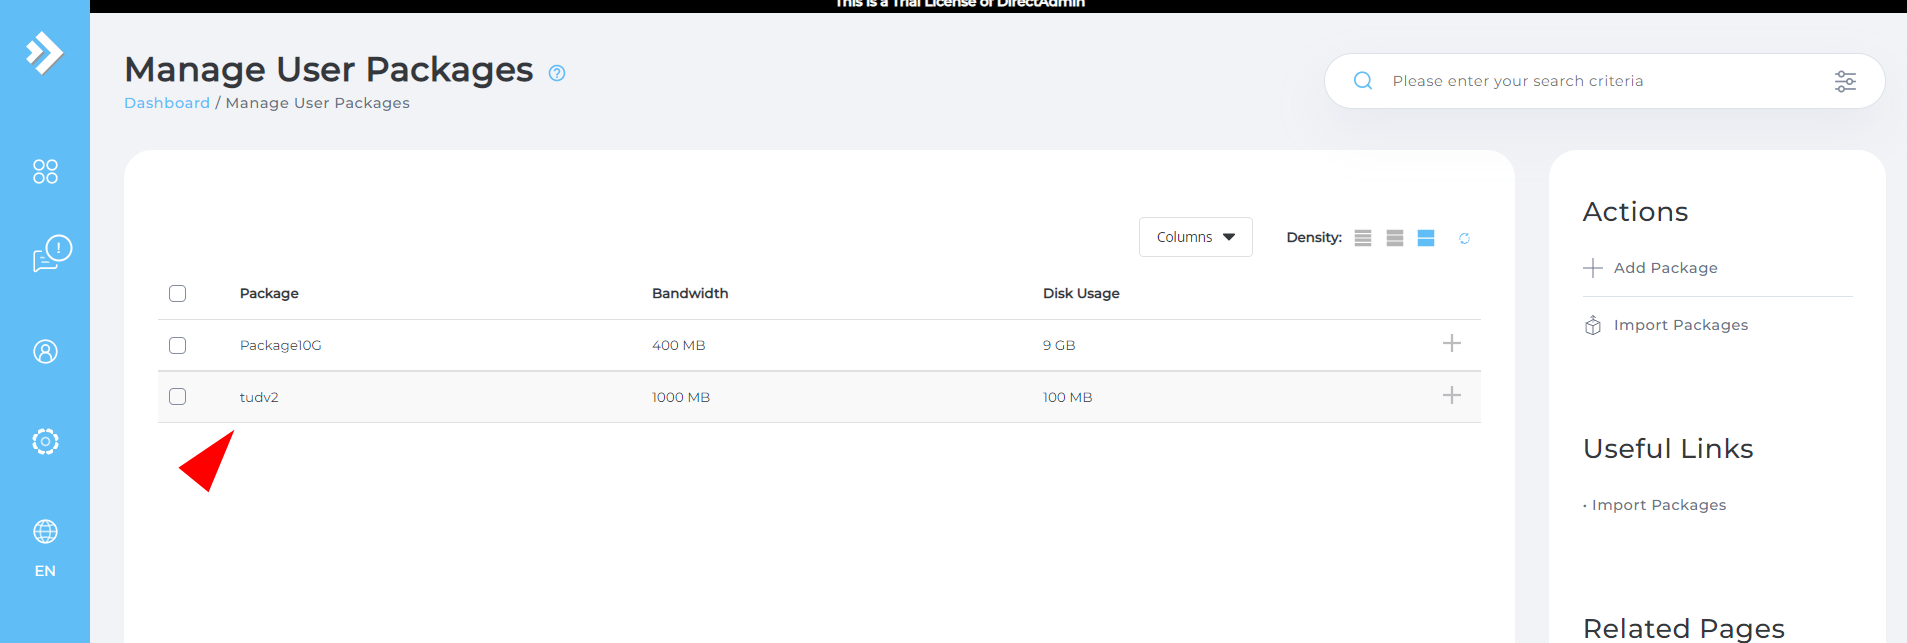 This is a Trial License of DirectAdmin
Manage User Packages
Dashboard / Manage User Packages
Please enter your search criteria
Columns
Density:
Package Bandwidth Disk Usage
Package10G 400 MB 9 GB
tudv2 1000 MB 100 MB
EN
Actions
Add Package
Import Packages
Useful Links
• Import Packages
Related Pages